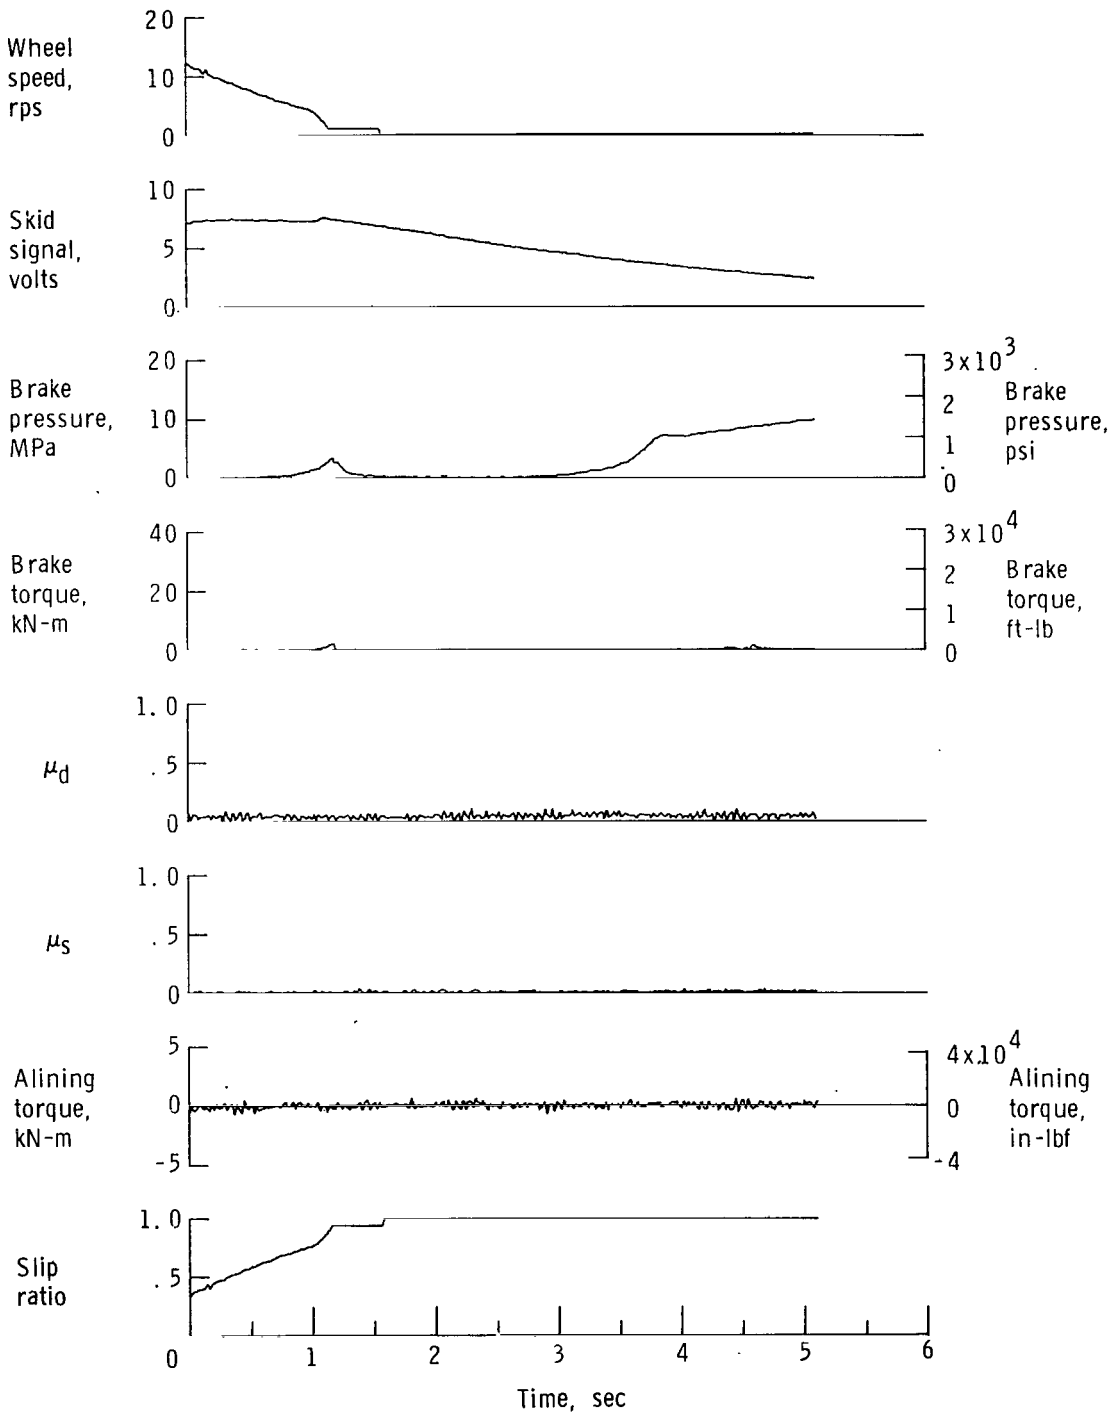 Wheel
speed,
rps
20
10
0
Skid
signal,
volts
10
5
0
Brake
pressure,
MPa
20
10
0
3x10^3
2
1
0
Brake
pressure,
psi
Brake
torque,
kN-m
40
20
0
3x10^4
2
1
0
Brake
torque,
ft-lb
μd
1.0
.5
0
μs
1.0
.5
0
Alining
torque,
kN-m
5
0
-5
4x10^4
0
-4
Alining
torque,
in-lbf
Slip
ratio
1.0
.5
0
1
2
3
4
5
6
Time, sec